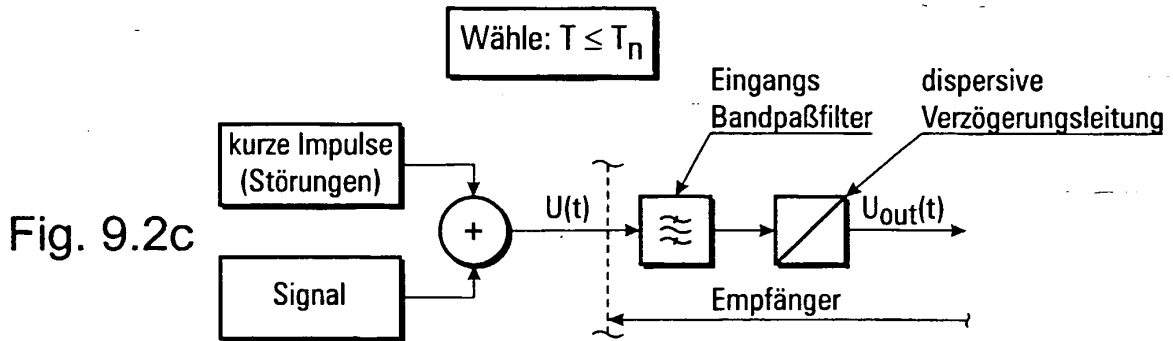 Wähle: T ≤ Tn
Eingangs
Bandpaßfilter
dispersive
Verzögerungsleitung
kurze Impulse
(Störungen)
Fig. 9.2c
+
U(t)
Uout(t)
Signal
Empfänger